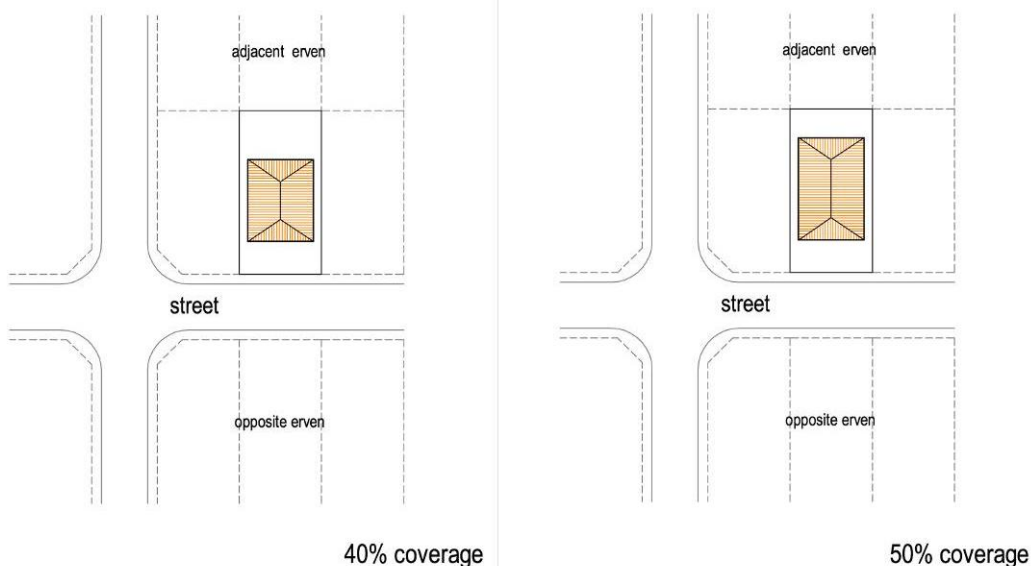 adjacent erven
street
opposite erven
40% coverage
adjacent erven
street
opposite erven
50% coverage